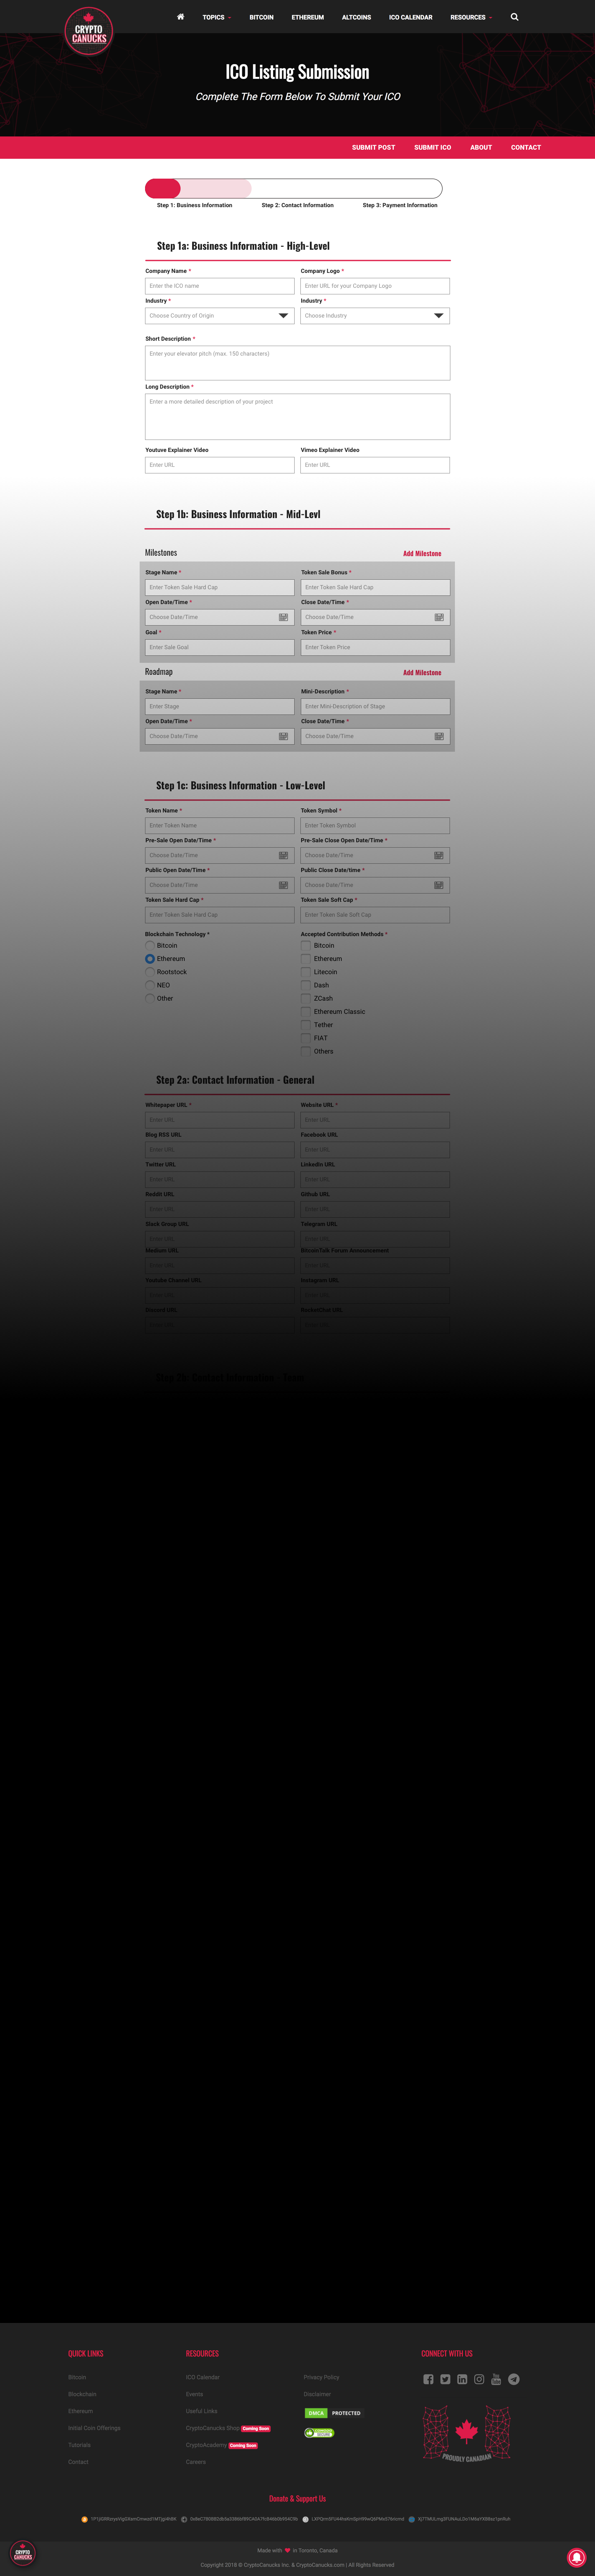 CRYPTO
CANUCKS
TOPICS BITCOIN ETHEREUM ALTCOINS ICO CALENDAR RESOURCES
ICO Listing Submission
Complete The Form Below To Submit Your ICO
SUBMIT POST SUBMIT ICO ABOUT CONTACT
Step 1: Business Information Step 2: Contact Information Step 3: Payment Information
Step 1a: Business Information - High-Level
Company Name * Company Logo *
Enter the ICO name Enter URL for your Company Logo
Industry * Industry *
Choose Country of Origin Choose Industry
Short Description *
Enter your elevator pitch (max. 150 characters)
Long Description *
Enter a more detailed description of your project
Youtuve Explainer Video Vimeo Explainer Video
Enter URL Enter URL
Step 1b: Business Information - Mid-Levl
Milestones Add Milestone
Stage Name * Token Sale Bonus *
Enter Token Sale Hard Cap Enter Token Sale Hard Cap
Open Date/Time * Close Date/Time *
Choose Date/Time Choose Date/Time
Goal * Token Price *
Enter Sale Goal Enter Token Price
Roadmap Add Milestone
Stage Name * Mini-Description *
Enter Stage Enter Mini-Description of Stage
Open Date/Time * Close Date/Time *
Choose Date/Time Choose Date/Time
Step 1c: Business Information - Low-Level
Token Name * Token Symbol *
Enter Token Name Enter Token Symbol
Pre-Sale Open Date/Time * Pre-Sale Close Open Date/Time *
Choose Date/Time Choose Date/Time
Public Open Date/Time * Public Close Date/time *
Choose Date/Time Choose Date/Time
Token Sale Hard Cap * Token Sale Soft Cap *
Enter Token Sale Hard Cap Enter Token Sale Soft Cap
Blockchain Technology * Accepted Contribution Methods *
Bitcoin Bitcoin
Ethereum Ethereum
Rootstock Litecoin
NEO Dash
Other ZCash
Ethereum Classic
Tether
FIAT
Others
Step 2a: Contact Information - General
Whitepaper URL * Website URL *
Enter URL Enter URL
Blog RSS URL Facebook URL
Enter URL Enter URL
Twitter URL LinkedIn URL
Enter URL Enter URL
Reddit URL Github URL
Enter URL Enter URL
Slack Group URL Telegram URL
Enter URL Enter URL
Medium URL BitcoinTalk Forum Announcement
Enter URL Enter URL
Youtube Channel URL Instagram URL
Enter URL Enter URL
Discord URL RocketChat URL
QUICK LINKS RESOURCES CONNECT WITH US
Bitcoin ICO Calendar Privacy Policy
Blockchain Events Disclaimer
Ethereum Useful Links DMCA PROTECTED
Initial Coin Offerings CryptoCanucks Shop Coming Soon
Tutorials CryptoAcademy Coming Soon
Contact Careers
PROUDLY CANADIAN
Donate & Support Us
Made with in Toronto, Canada
CRYPTO
CANUCKS
Copyright 2018 © CryptoCanucks Inc. & CryptoCanucks.com | All Rights Reserved